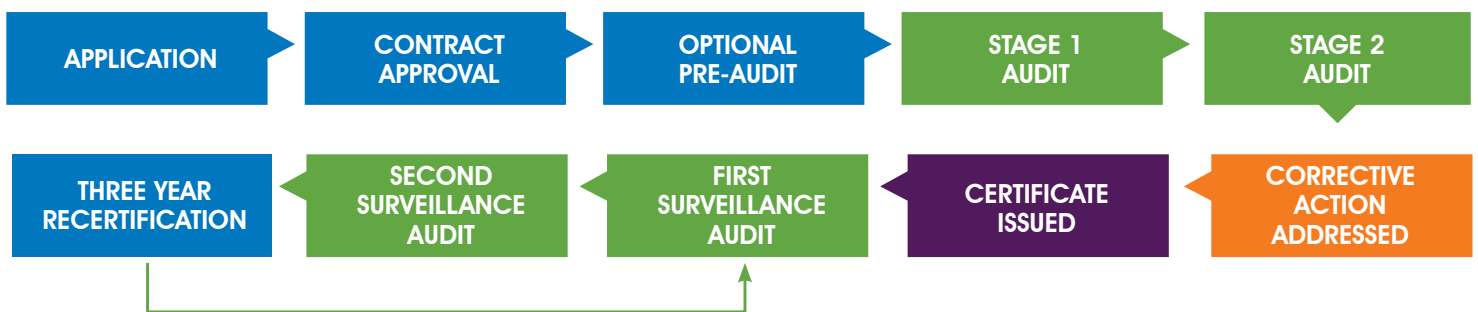 APPLICATION
CONTRACT
APPROVAL
OPTIONAL
PRE-AUDIT
STAGE 1
AUDIT
STAGE 2
AUDIT
THREE YEAR
RECERTIFICATION
SECOND
SURVEILLANCE
AUDIT
FIRST
SURVEILLANCE
AUDIT
CERTIFICATE
ISSUED
CORRECTIVE
ACTION
ADDRESSED